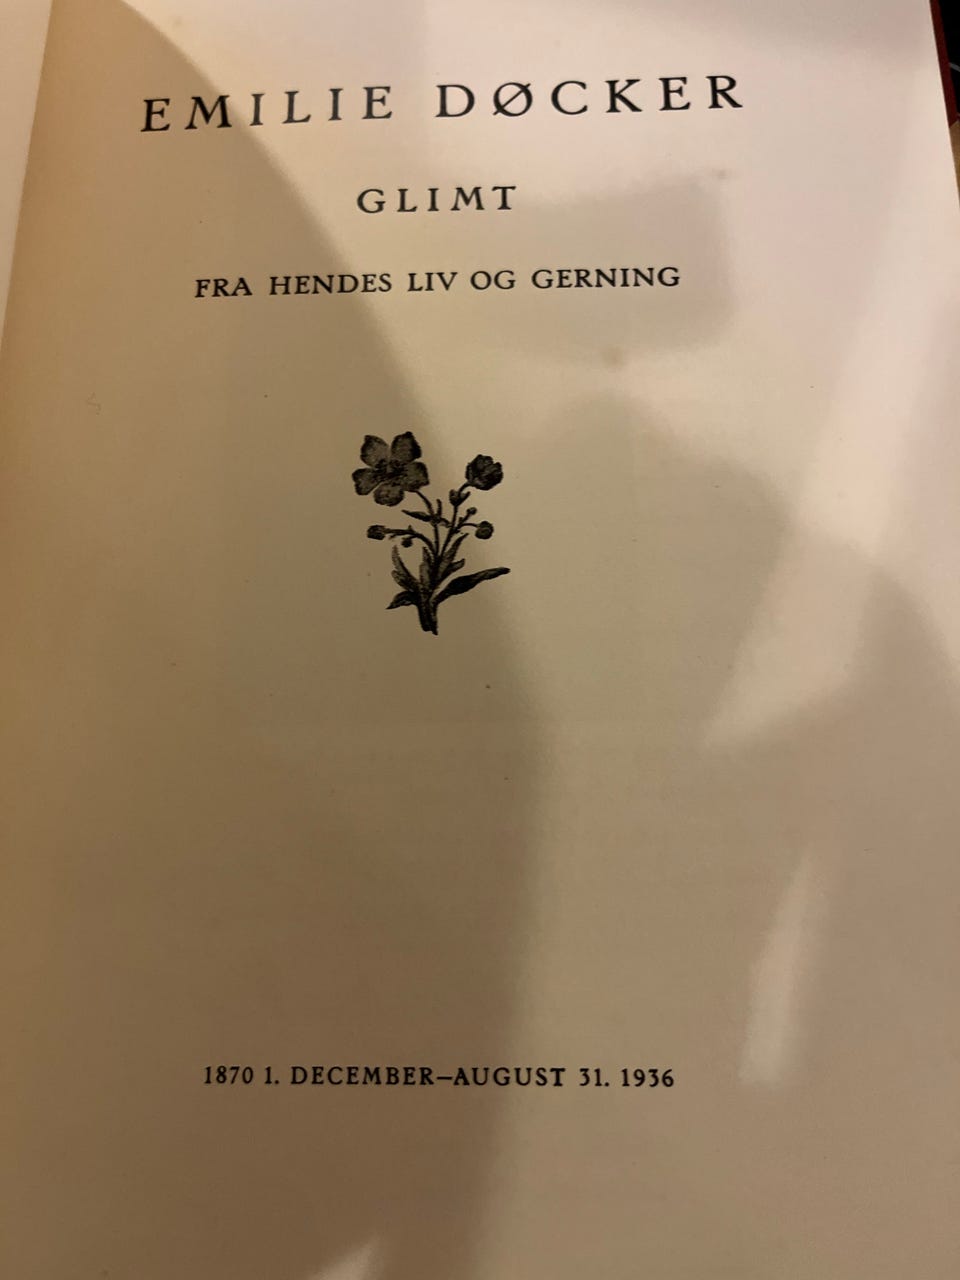 EMILIE DØCKER
GLIMT
FRA HENDES LIV OG GERNING
1870 1. DECEMBER–AUGUST 31. 1936